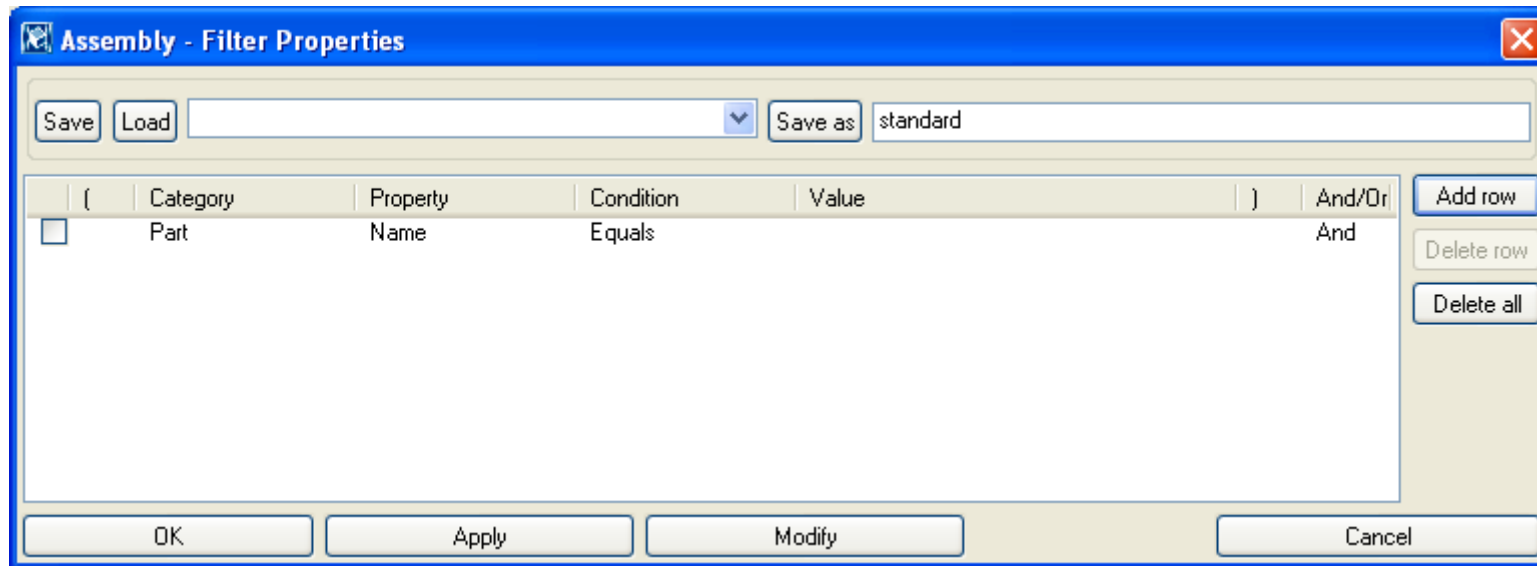 Assembly - Filter Properties
Save Load Save as standard
( Category Property Condition Value ) And/Or Add row
Part Name Equals And
Delete row
Delete all
OK Apply Modify Cancel